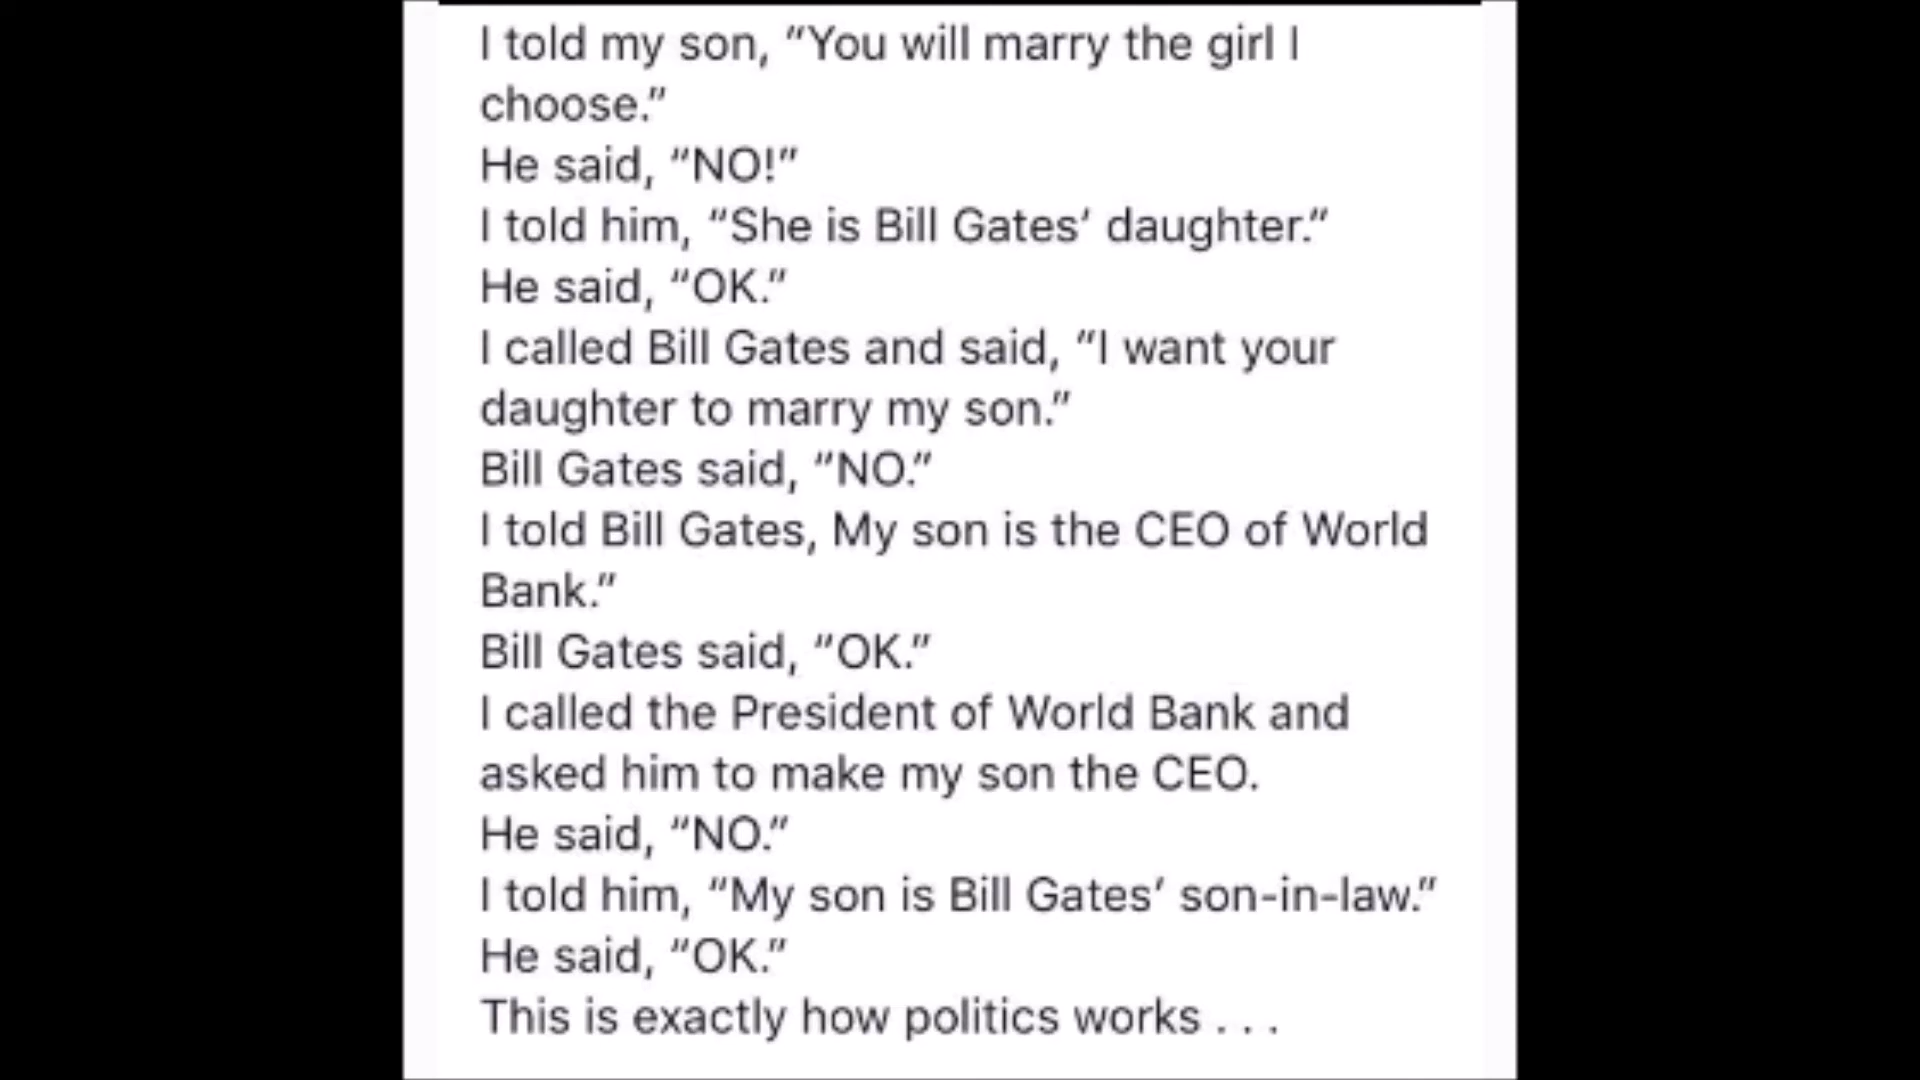 I told my son, “You will marry the girl I
choose.”
He said, “NO!”
I told him, “She is Bill Gates’ daughter.”
He said, “OK.”
I called Bill Gates and said, “I want your
daughter to marry my son.”
Bill Gates said, “NO.”
I told Bill Gates, My son is the CEO of World
Bank.”
Bill Gates said, “OK.”
I called the President of World Bank and
asked him to make my son the CEO.
He said, “NO.”
I told him, “My son is Bill Gates’ son-in-law.”
He said, “OK.”
This is exactly how politics works . . .